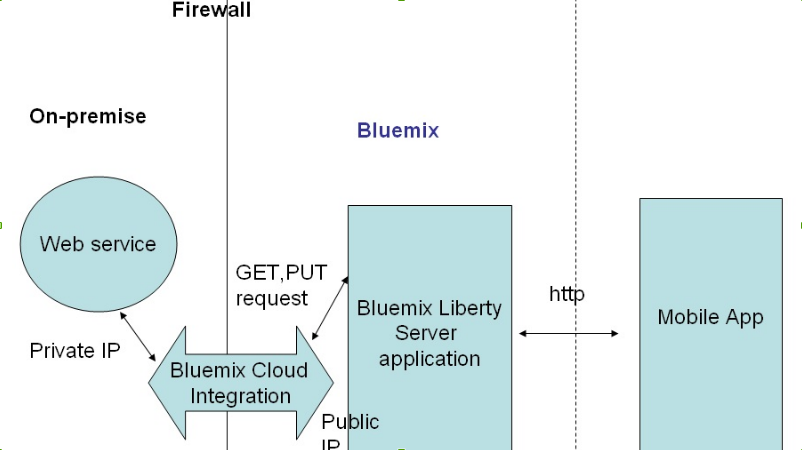 Firewall
On-premise
Bluemix
Web service
GET,PUT
request
http
Bluemix Liberty
Server
application
Mobile App
Private IP
Bluemix Cloud
Integration
Public
IP